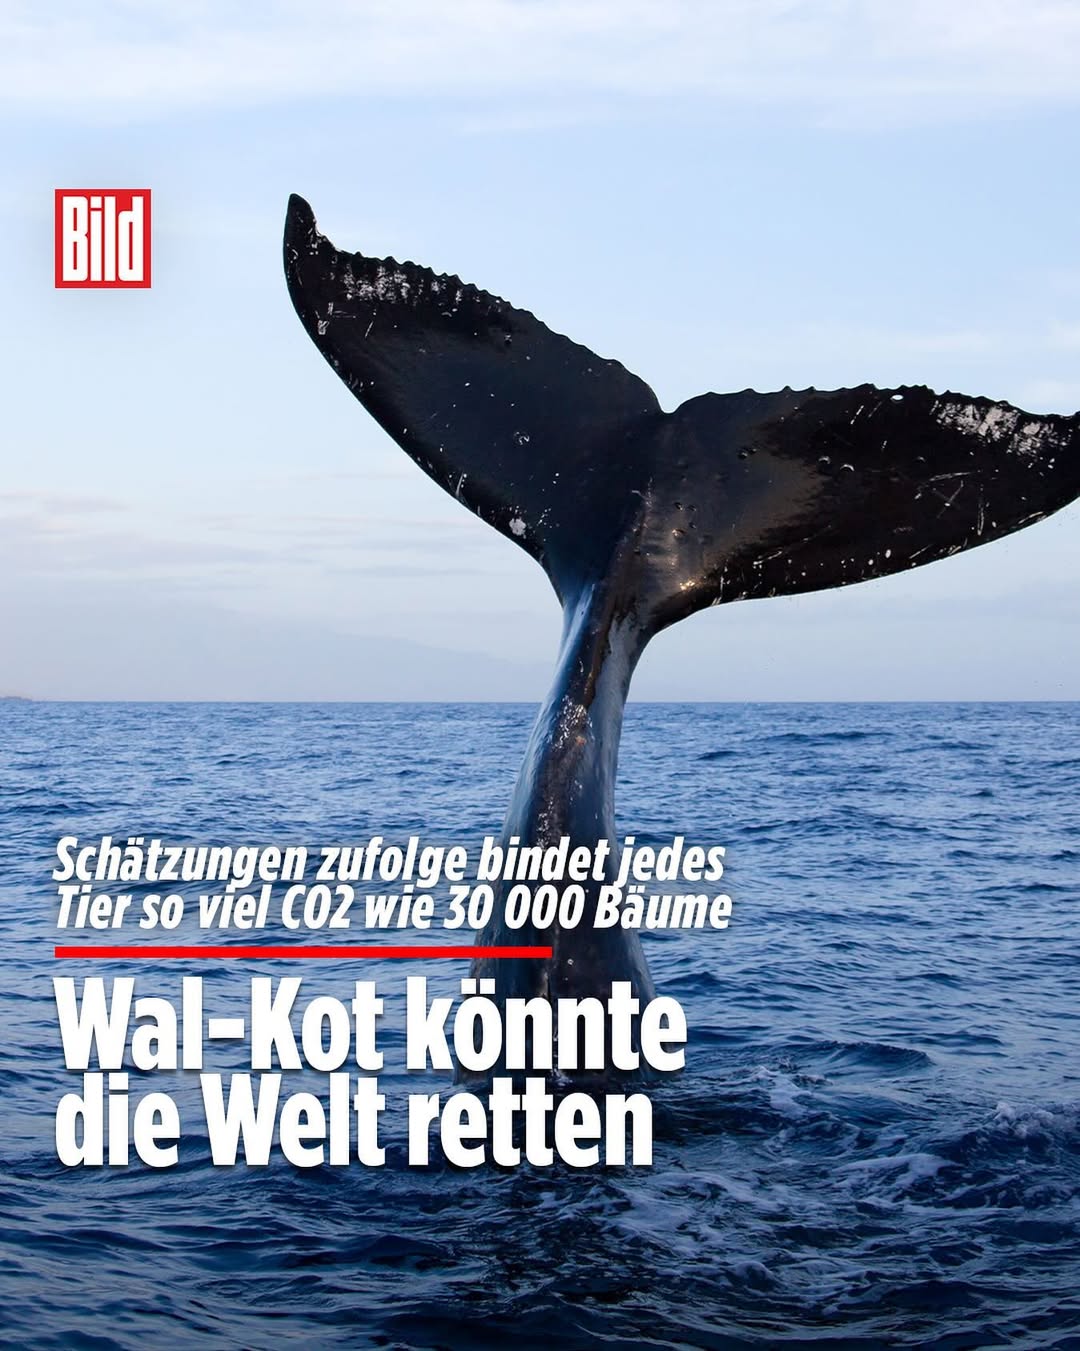 Bild
Schätzungen zufolge bindet jedes
Tier so viel CO2 wie 30 000 Bäume
Wal-Kot könnte
die Welt retten